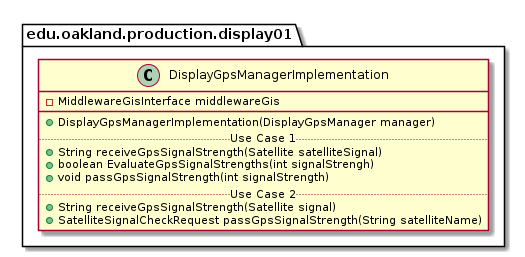 edu.oakland.production.display01
C DisplayGpsManagerImplementation
MiddlewareGisInterface middlewareGis
DisplayGpsManagerImplementation(DisplayGpsManager manager)
Use Case 1
String receiveGpsSignalStrength(Satellite satelliteSignal)
boolean EvaluateGpsSignalStrengths(int signalStrengh)
void passGpsSignalStrength(int signalStrength)
Use Case 2
String receiveGpsSignalStrength(Satellite signal)
SatelliteSignalCheckRequest passGpsSignalStrength(String satelliteName)